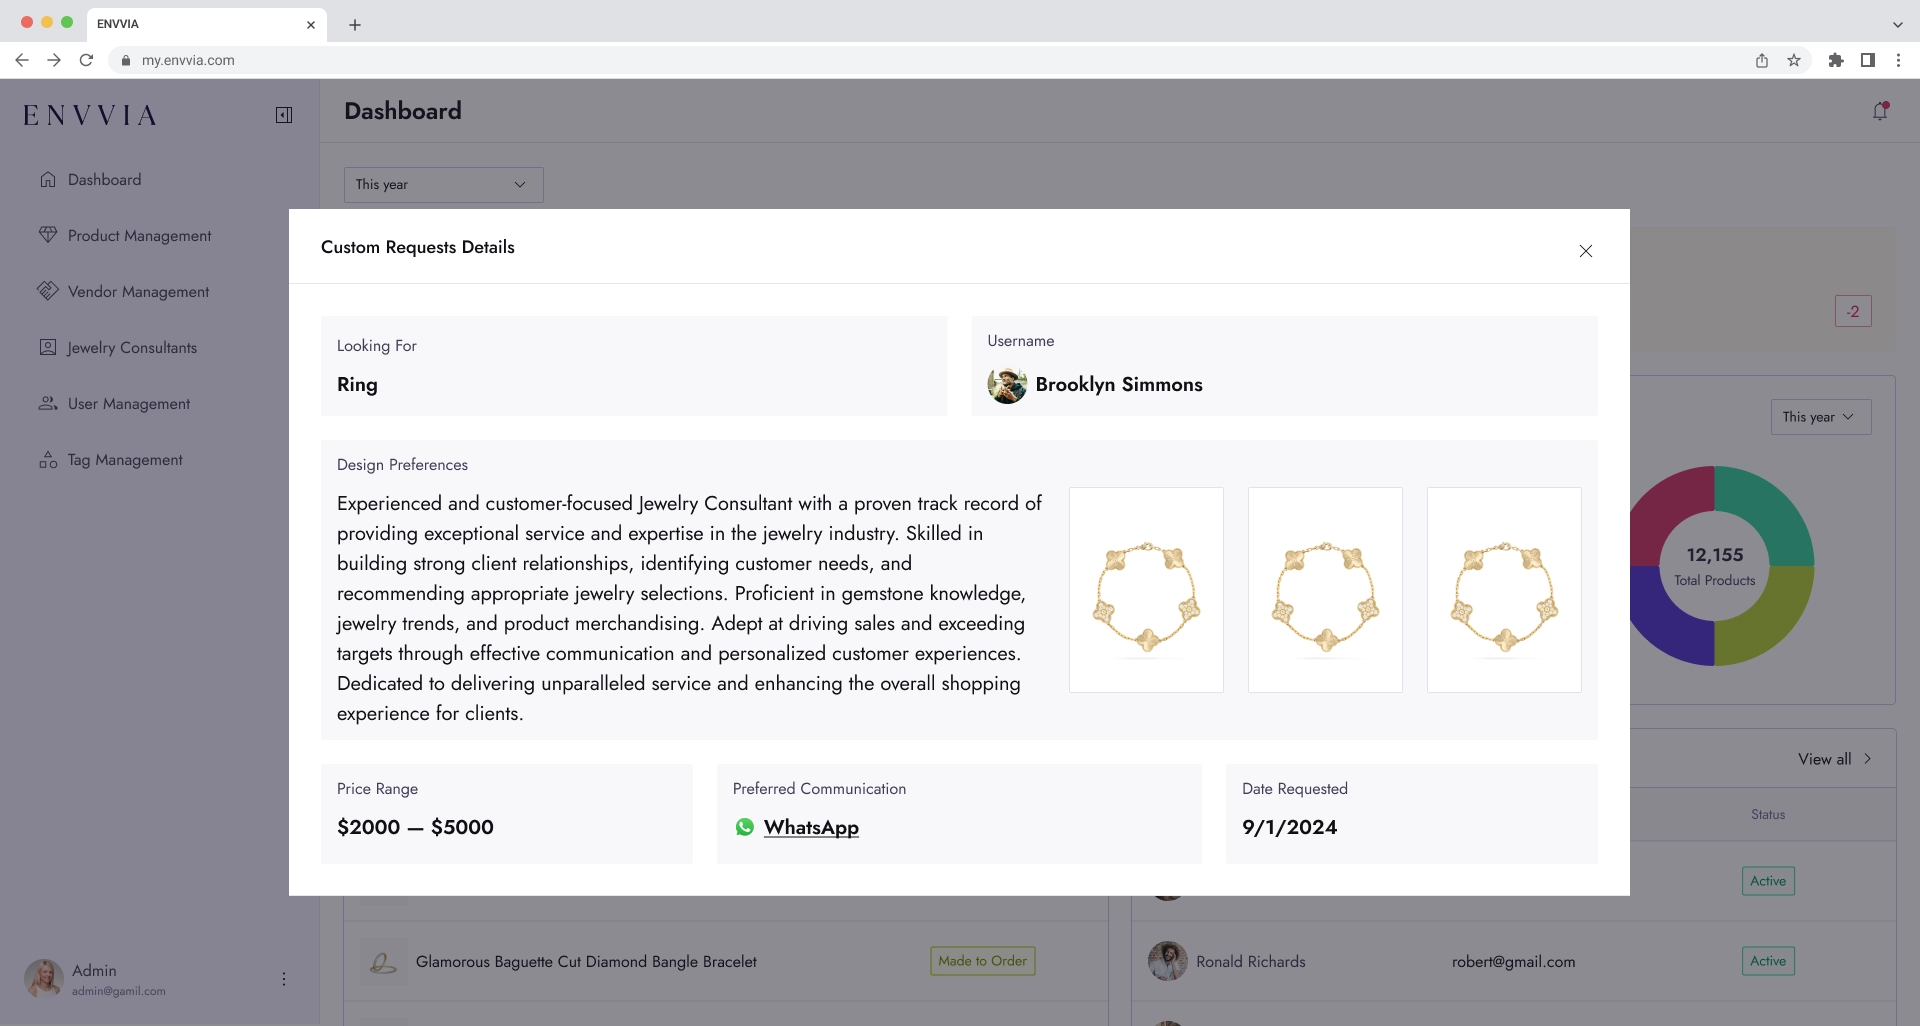 ENVVIA
my.envvia.com
ENVVIA
Dashboard
Dashboard
Product Management
Vendor Management
Jewelry Consultants
User Management
Tag Management
This year
-2
This year
12,155
Total Products
View all
Status
Active
Custom Requests Details
Looking For
Ring
Username
Brooklyn Simmons
Design Preferences
Experienced and customer-focused Jewelry Consultant with a proven track record of
providing exceptional service and expertise in the jewelry industry. Skilled in
building strong client relationships, identifying customer needs, and
recommending appropriate jewelry selections. Proficient in gemstone knowledge,
jewelry trends, and product merchandising. Adept at driving sales and exceeding
targets through effective communication and personalized customer experiences.
Dedicated to delivering unparalleled service and enhancing the overall shopping
experience for clients.
Price Range
$2000 — $5000
Preferred Communication
WhatsApp
Date Requested
9/1/2024
Glamorous Baguette Cut Diamond Bangle Bracelet
Made to Order
Ronald Richards
robert@gmail.com
Active
Admin
admin@gamil.com